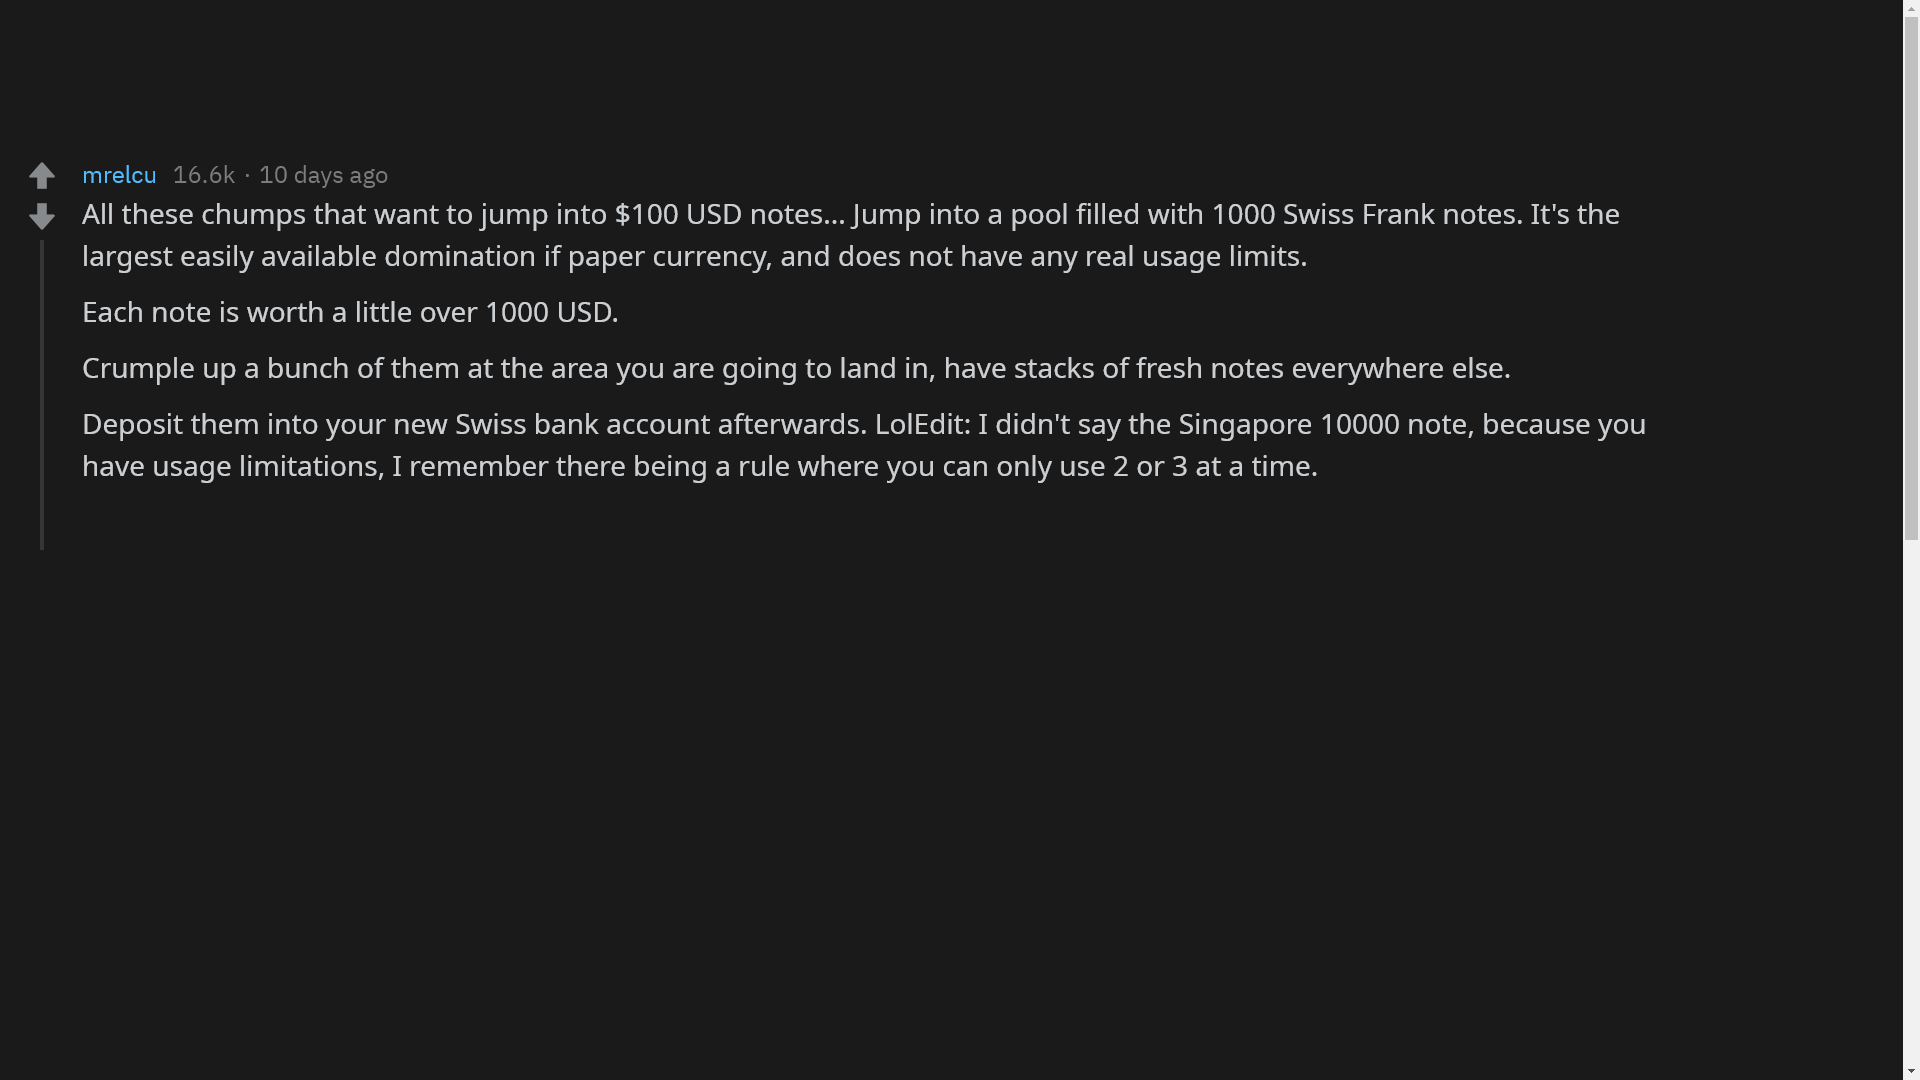 mrelcu 16.6k · 10 days ago
All these chumps that want to jump into $100 USD notes... Jump into a pool filled with 1000 Swiss Frank notes. It's the
largest easily available domination if paper currency, and does not have any real usage limits.
Each note is worth a little over 1000 USD.
Crumple up a bunch of them at the area you are going to land in, have stacks of fresh notes everywhere else.
Deposit them into your new Swiss bank account afterwards. LolEdit: I didn't say the Singapore 10000 note, because you
have usage limitations, I remember there being a rule where you can only use 2 or 3 at a time.